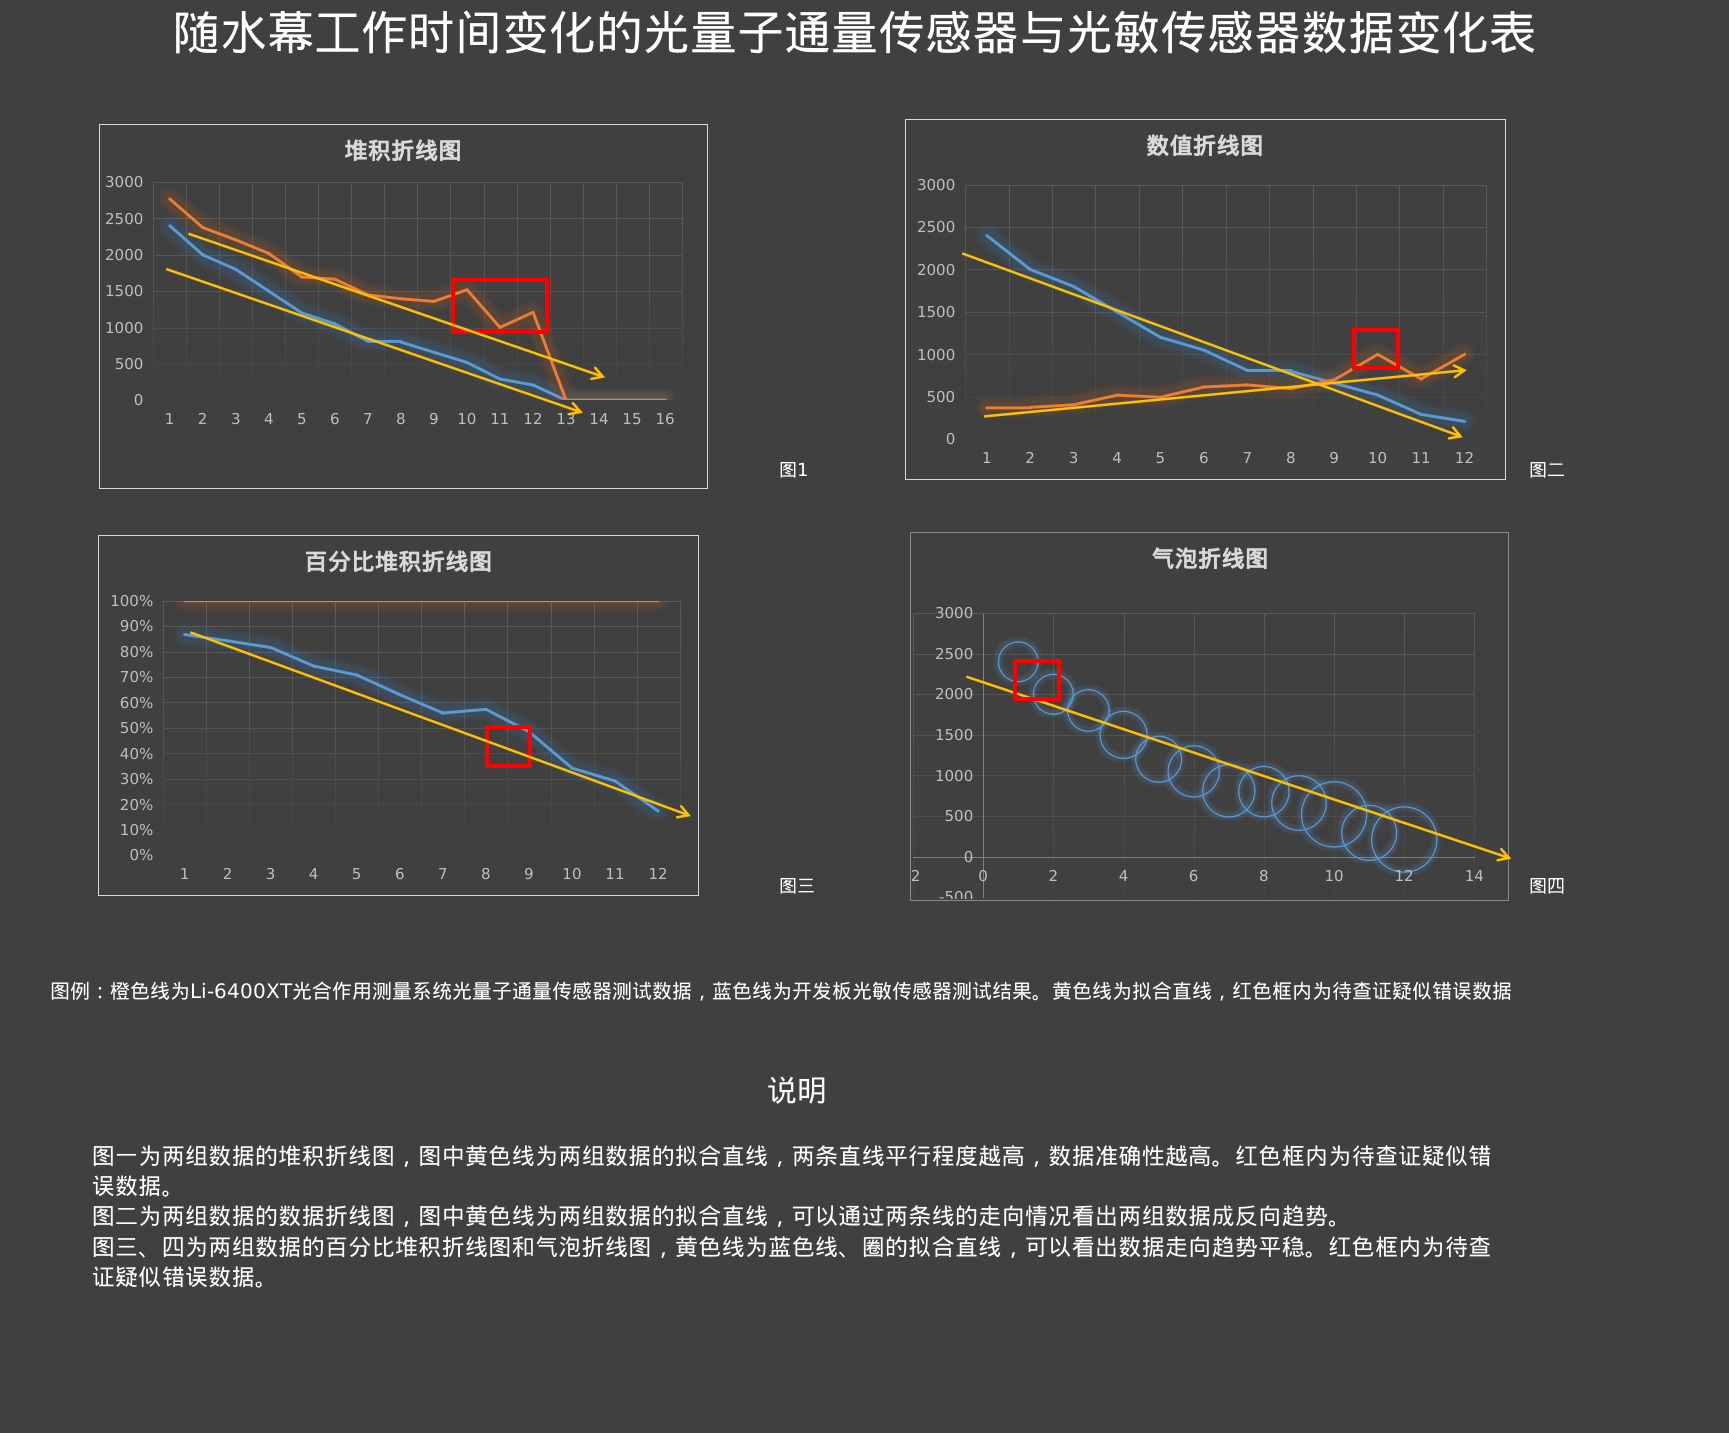 随水幕工作时间变化的光量子通量传感器与光敏传感器数据变化表
堆积折线图
3000
2500
2000
1500
1000
500
0
1 2 3 4 5 6 7 8 9 10 11 12 13 14 15 16
图1
数值折线图
3000
2500
2000
1500
1000
500
0
1 2 3 4 5 6 7 8 9 10 11 12
图二
百分比堆积折线图
100%
90%
80%
70%
60%
50%
40%
30%
20%
10%
0%
1 2 3 4 5 6 7 8 9 10 11 12
图三
气泡折线图
3000
2500
2000
1500
1000
500
0
2 0 2 4 6 8 10 12 14
-500
图四
图例：橙色线为Li-6400XT光合作用测量系统光量子通量传感器测试数据，蓝色线为开发板光敏传感器测试结果。黄色线为拟合直线，红色框内为待查证疑似错误数据
说明
图一为两组数据的堆积折线图，图中黄色线为两组数据的拟合直线，两条直线平行程度越高，数据准确性越高。红色框内为待查证疑似错
误数据。
图二为两组数据的数据折线图，图中黄色线为两组数据的拟合直线，可以通过两条线的走向情况看出两组数据成反向趋势。
图三、四为两组数据的百分比堆积折线图和气泡折线图，黄色线为蓝色线、圈的拟合直线，可以看出数据走向趋势平稳。红色框内为待查
证疑似错误数据。